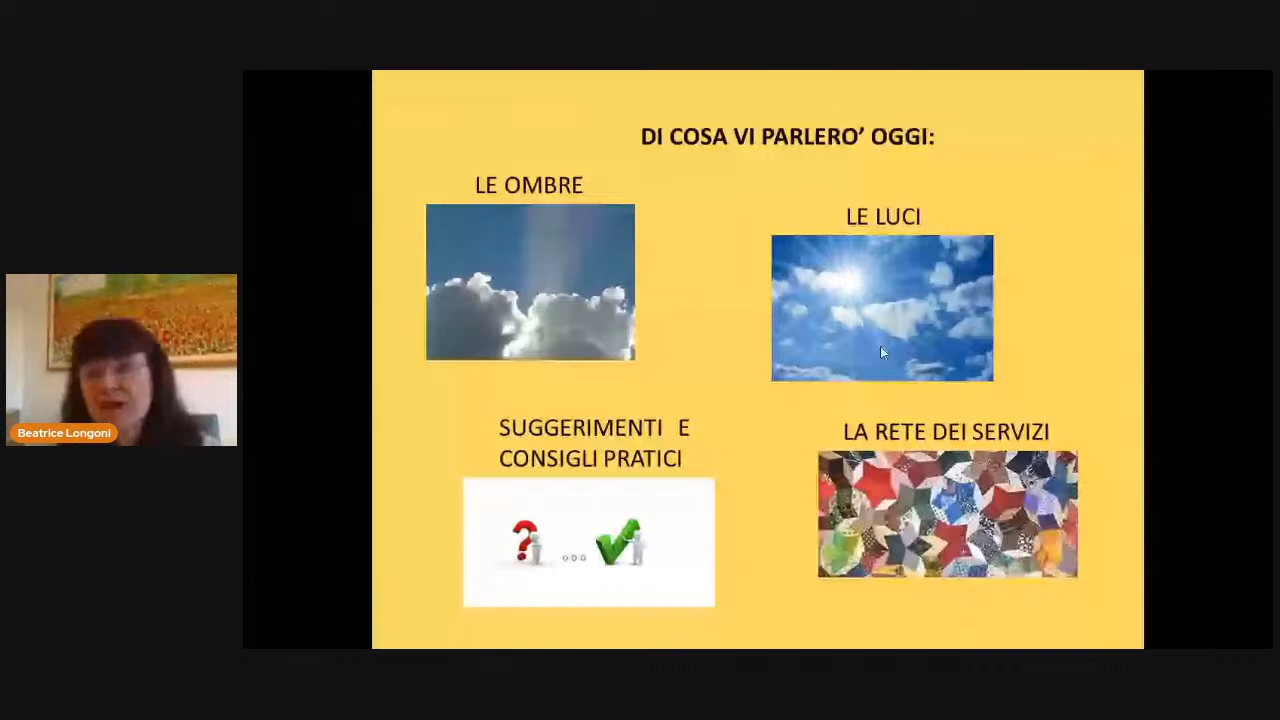 DI COSA VI PARLERO' OGGI:
LE OMBRE
LE LUCI
SUGGERIMENTI E
CONSIGLI PRATICI
LA RETE DEI SERVIZI
Beatrice Longoni